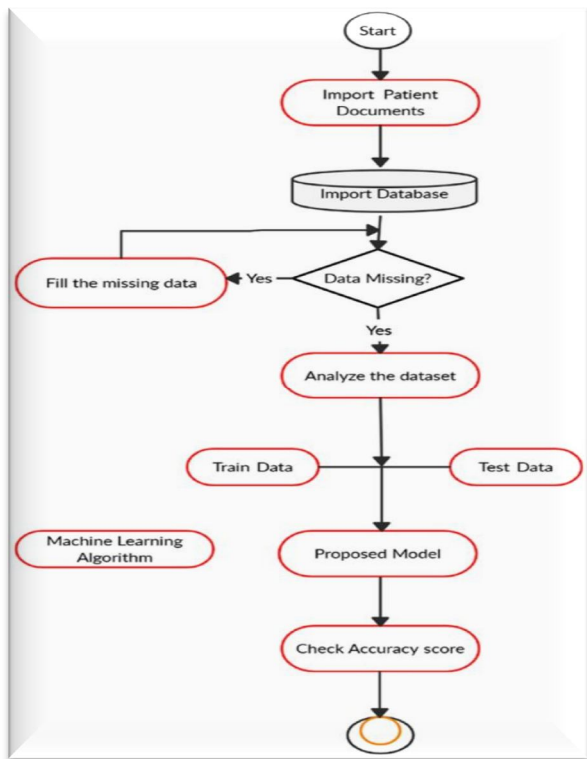 Start
Import Patient
Documents
Import Database
Fill the missing data
Yes
Data Missing?
Yes
Analyze the dataset
Train Data
Test Data
Machine Learning
Algorithm
Proposed Model
Check Accuracy score